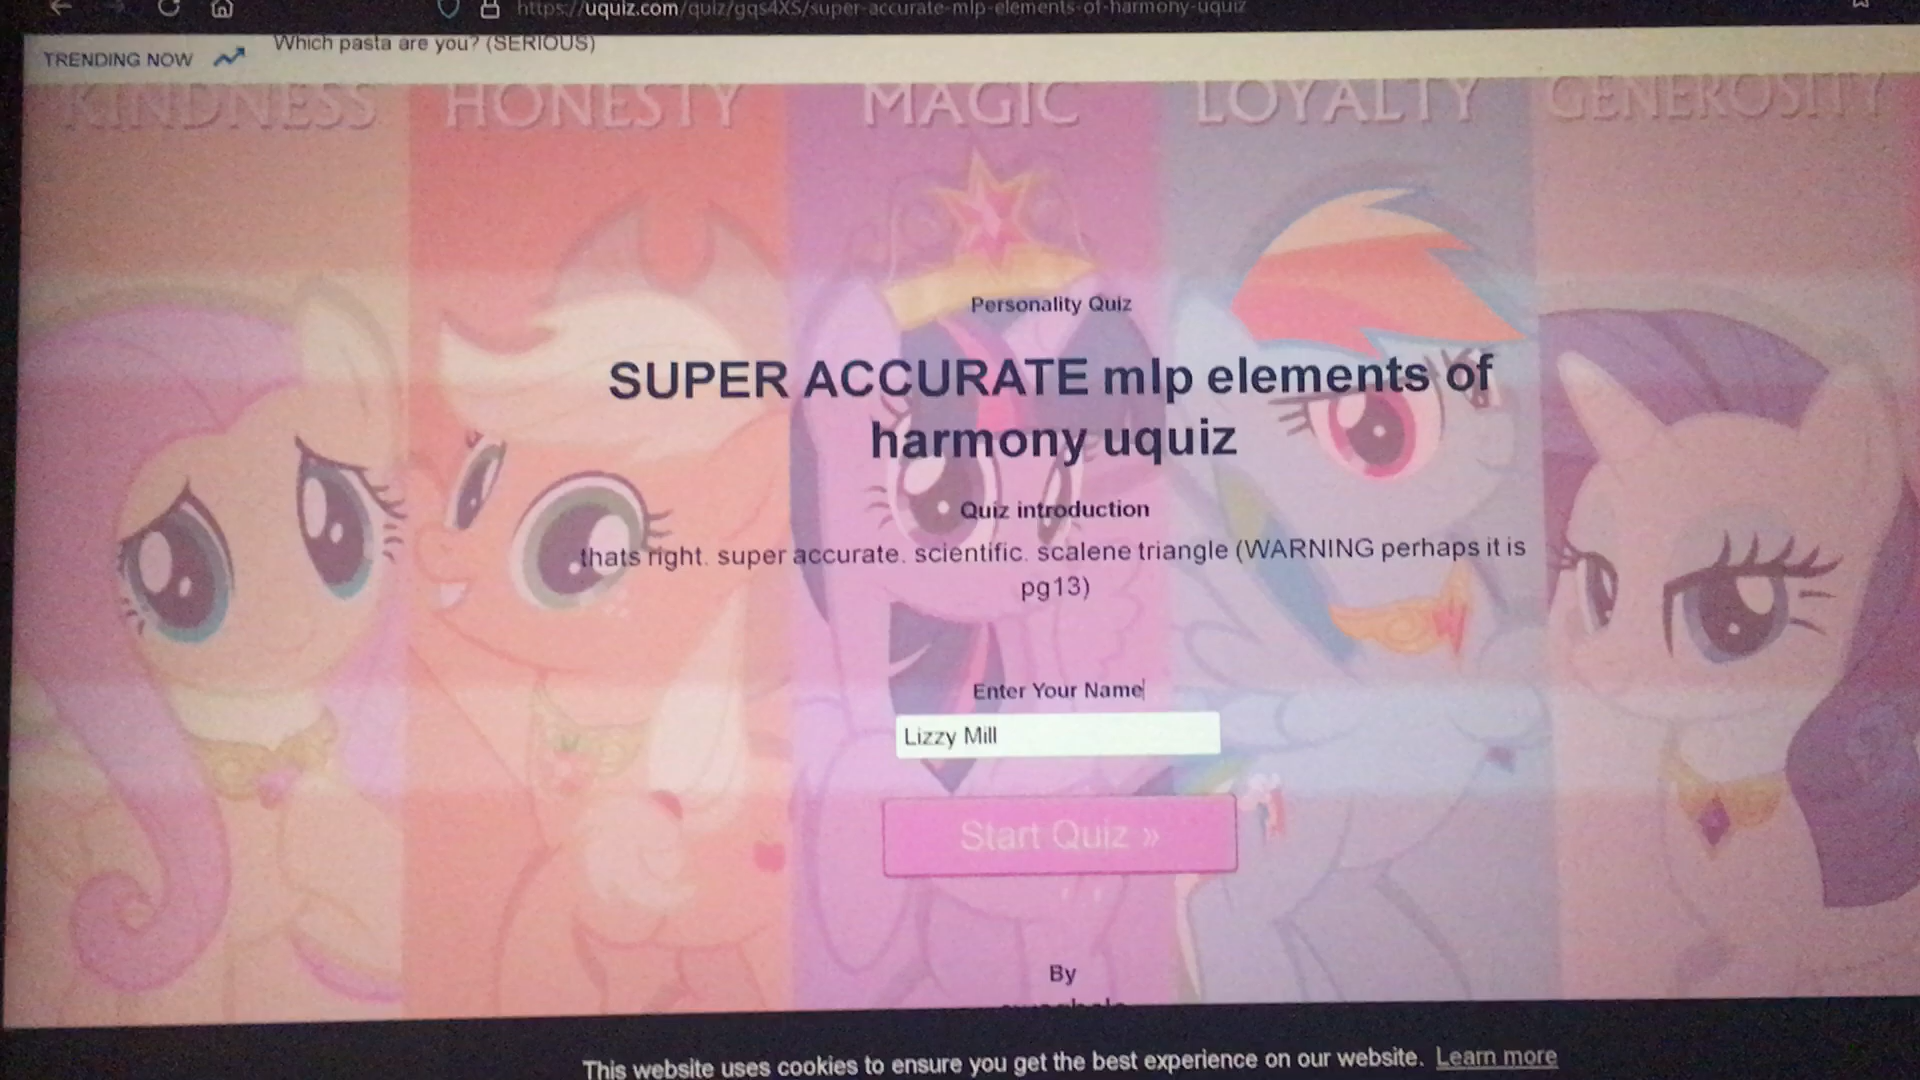 https://uquiz.com/quiz/gqs4XS/super-accurate-mlp-elements-of-harmony-uquiz
TRENDING NOW Which pasta are you? (SERIOUS)
KINDNESS HONESTY MAGIC LOYALTY GENEROSITY
Personality Quiz
SUPER ACCURATE mlp elements of
harmony uquiz
Quiz introduction
thats right. super accurate. scientific. scalene triangle (WARNING perhaps it is
pg13)
Enter Your Name
Lizzy Mill
Start Quiz »
By
This website uses cookies to ensure you get the best experience on our website. Learn more